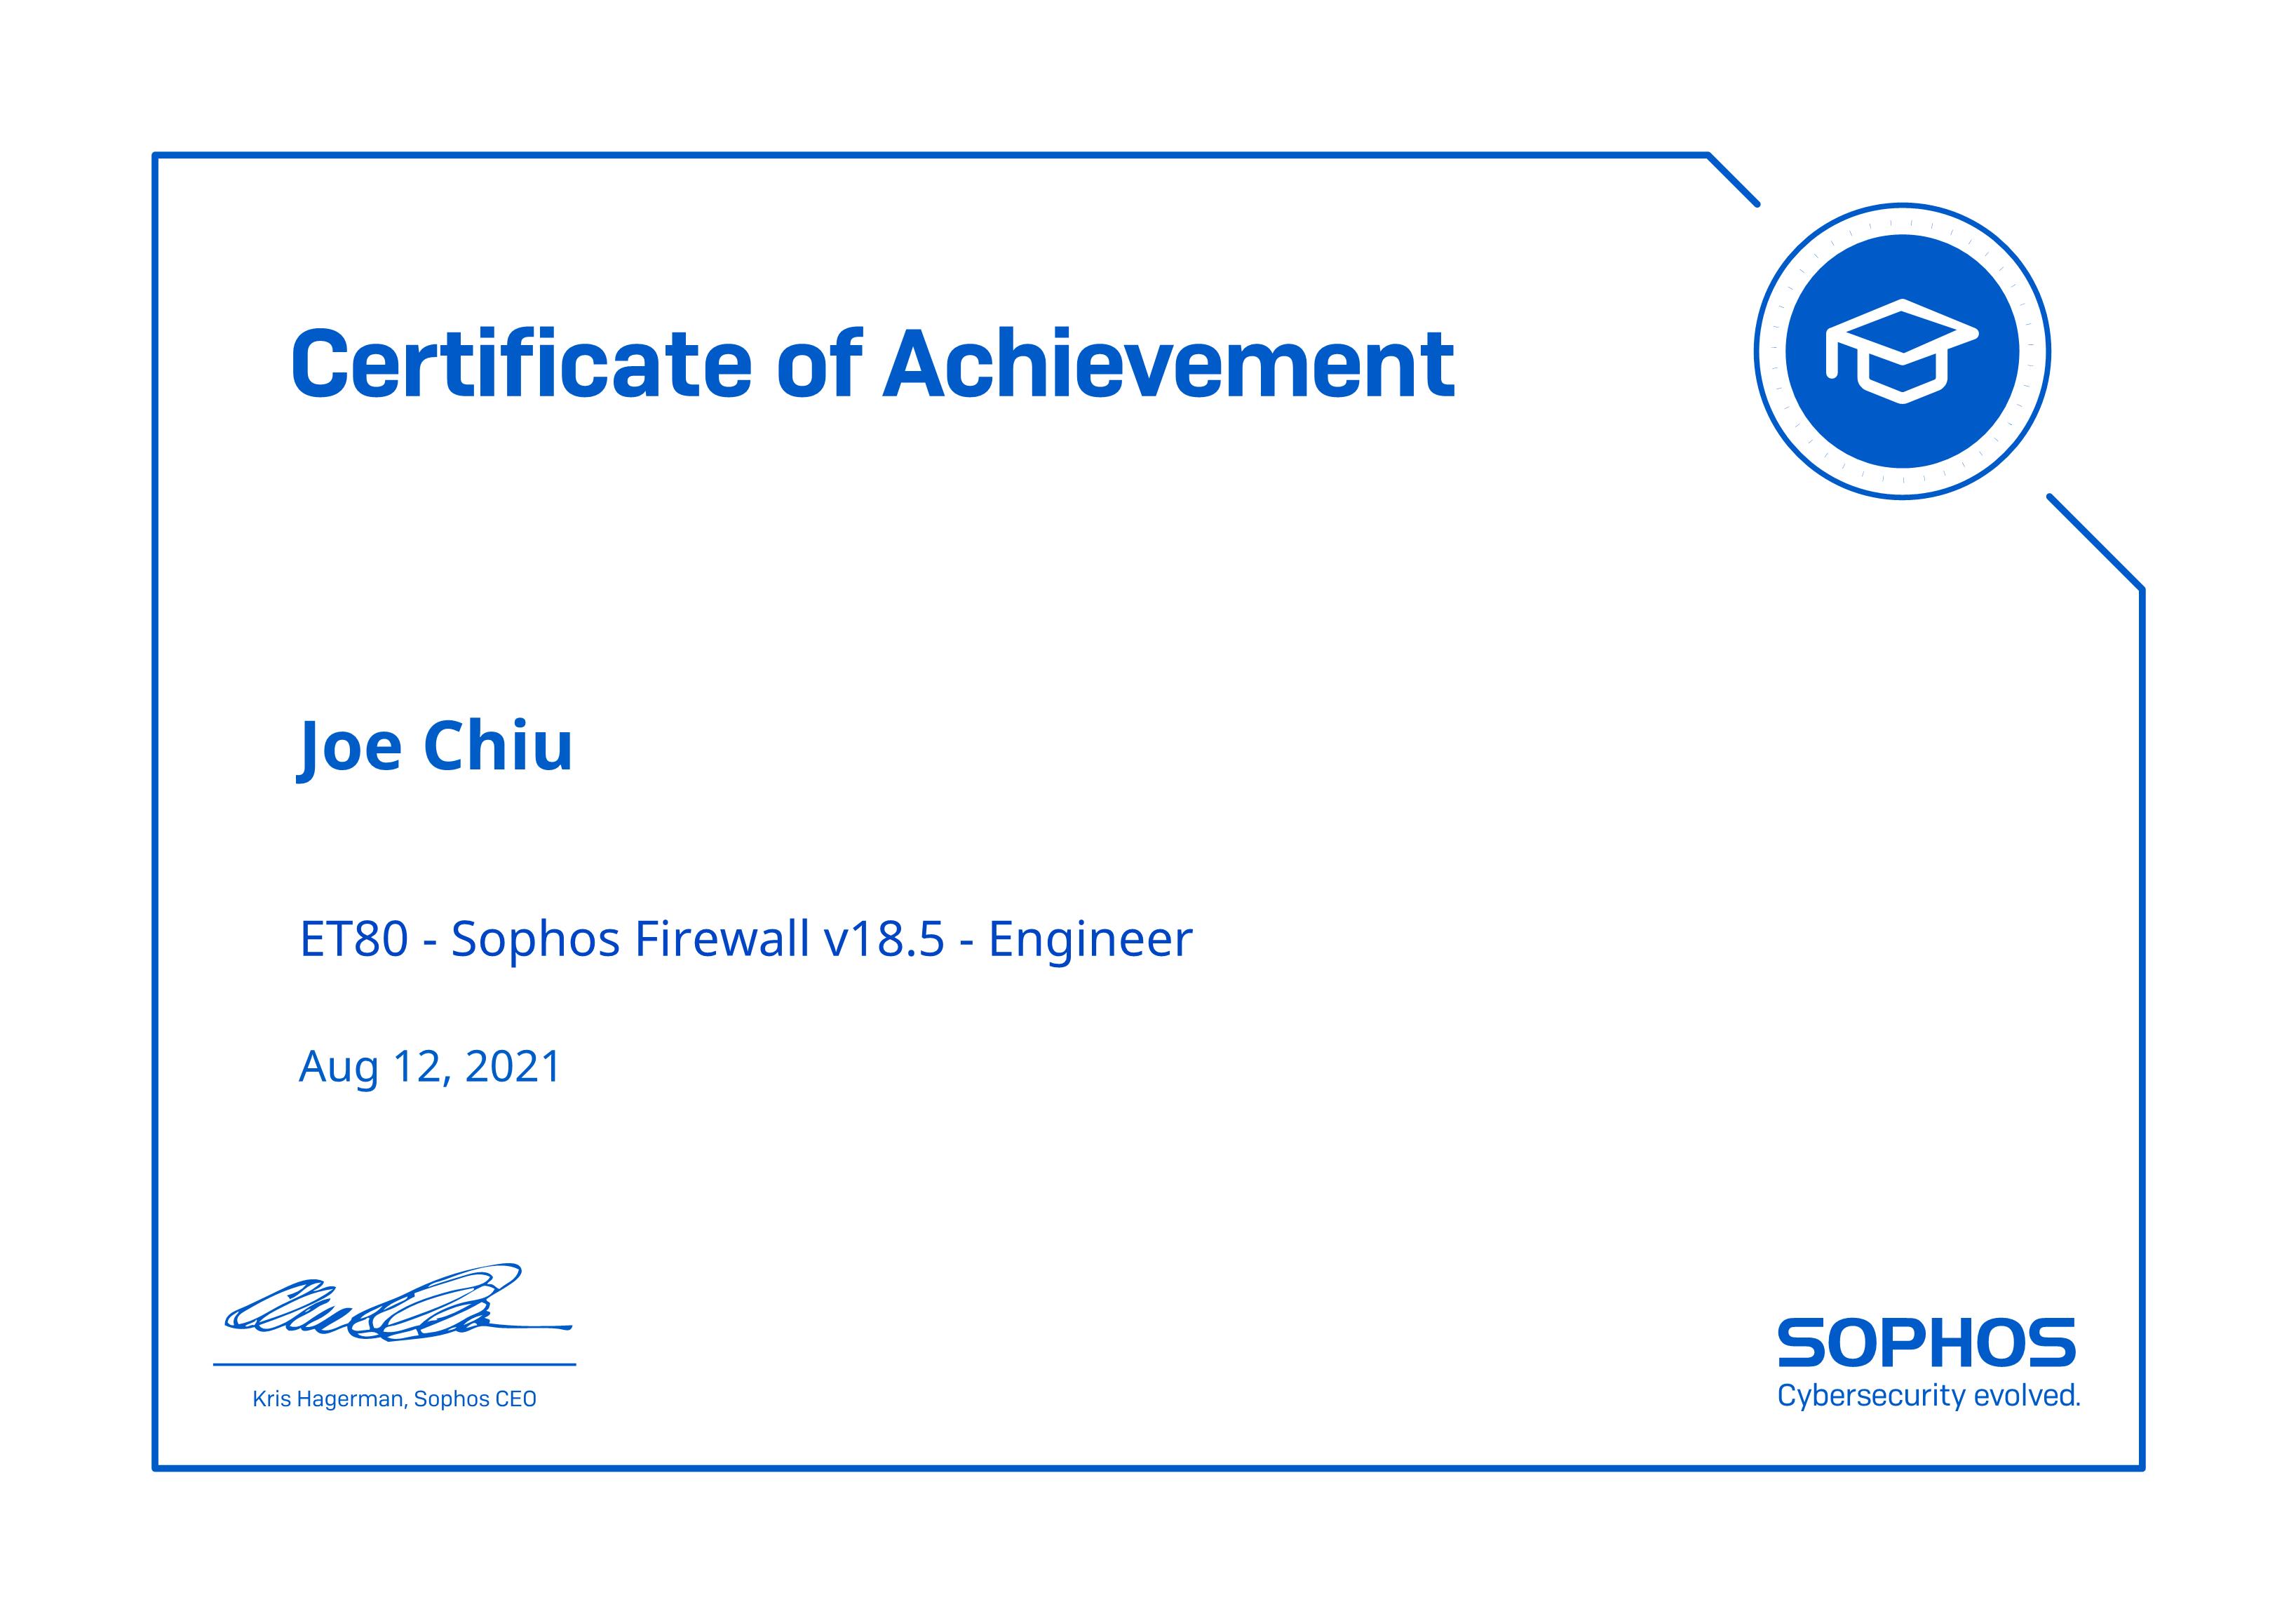 Certificate of Achievement
Joe Chiu
ET80 - Sophos Firewall v18.5 - Engineer
Aug 12, 2021
Kris Hagerman, Sophos CEO
SOPHOS
Cybersecurity evolved.